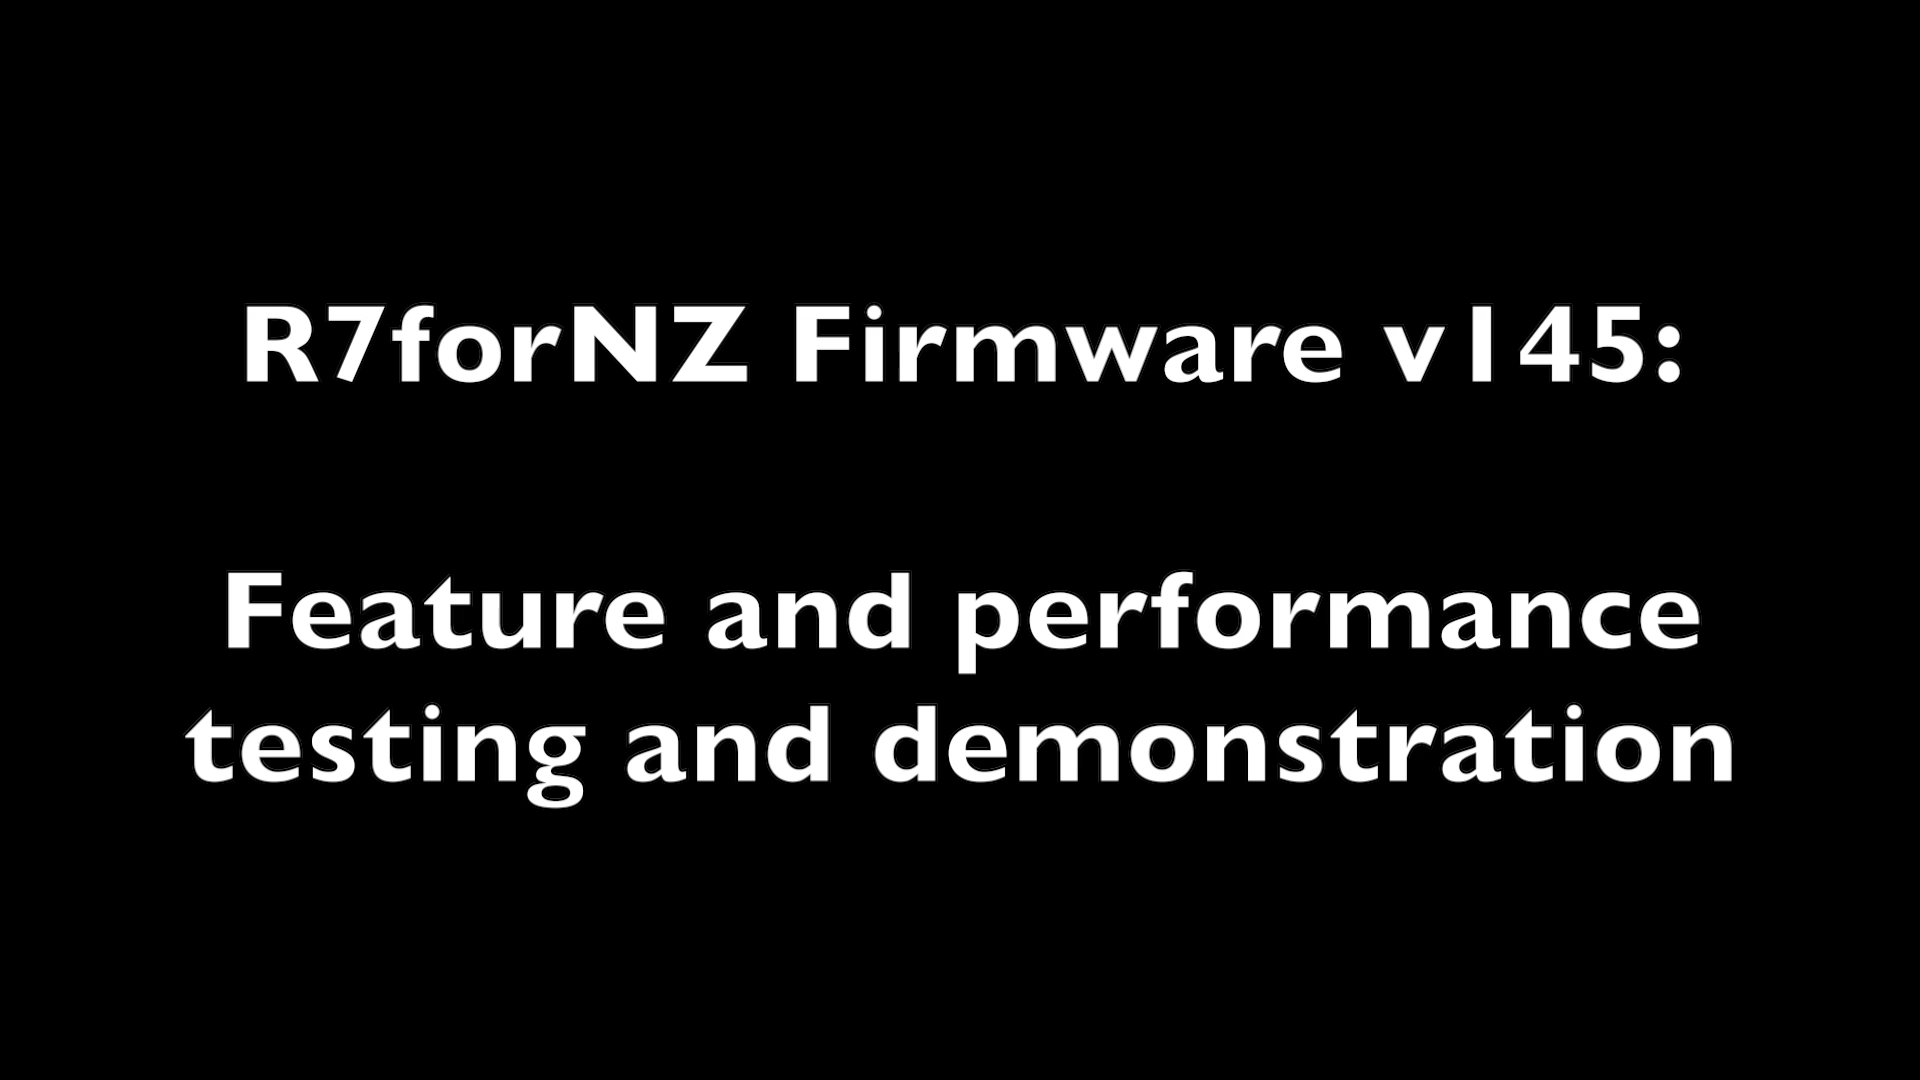 R7forNZ Firmware v145:
Feature and performance
testing and demonstration